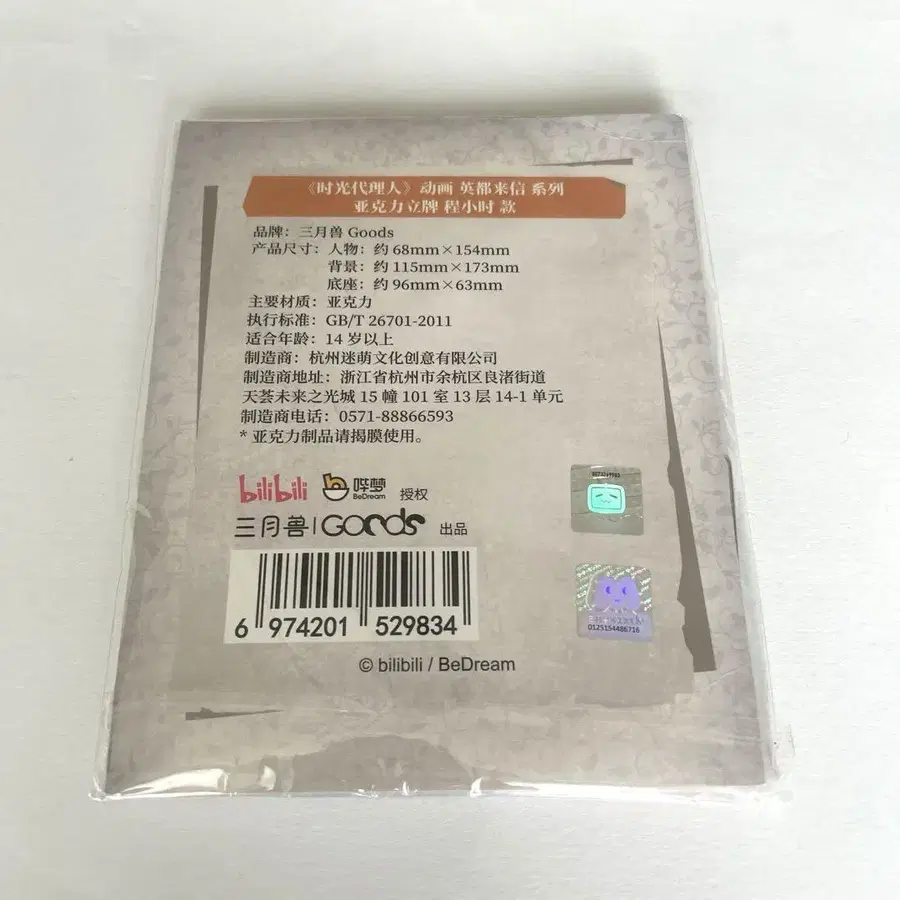 《时光代理人》动画 英都来信 系列
亚克力立牌 程小时 款
品牌：三月兽 Goods
产品尺寸：人物：约 68mm×154mm
背景：约 115mm×173mm
底座：约 96mm×63mm
主要材质：亚克力
执行标准：GB/T 26701-2011
适合年龄：14 岁以上
制造商：杭州迷萌文化创意有限公司
制造商地址：浙江省杭州市余杭区良渚街道
天荟未来之光城 15 幢 101 室 13 层 14-1 单元
制造商电话：0571-88866593
* 亚克力制品请揭膜使用。
bilibili 哔梦 BeDream 授权
三月兽 | Goods 出品
6 974201 529834
0125154486716
© bilibili / BeDream